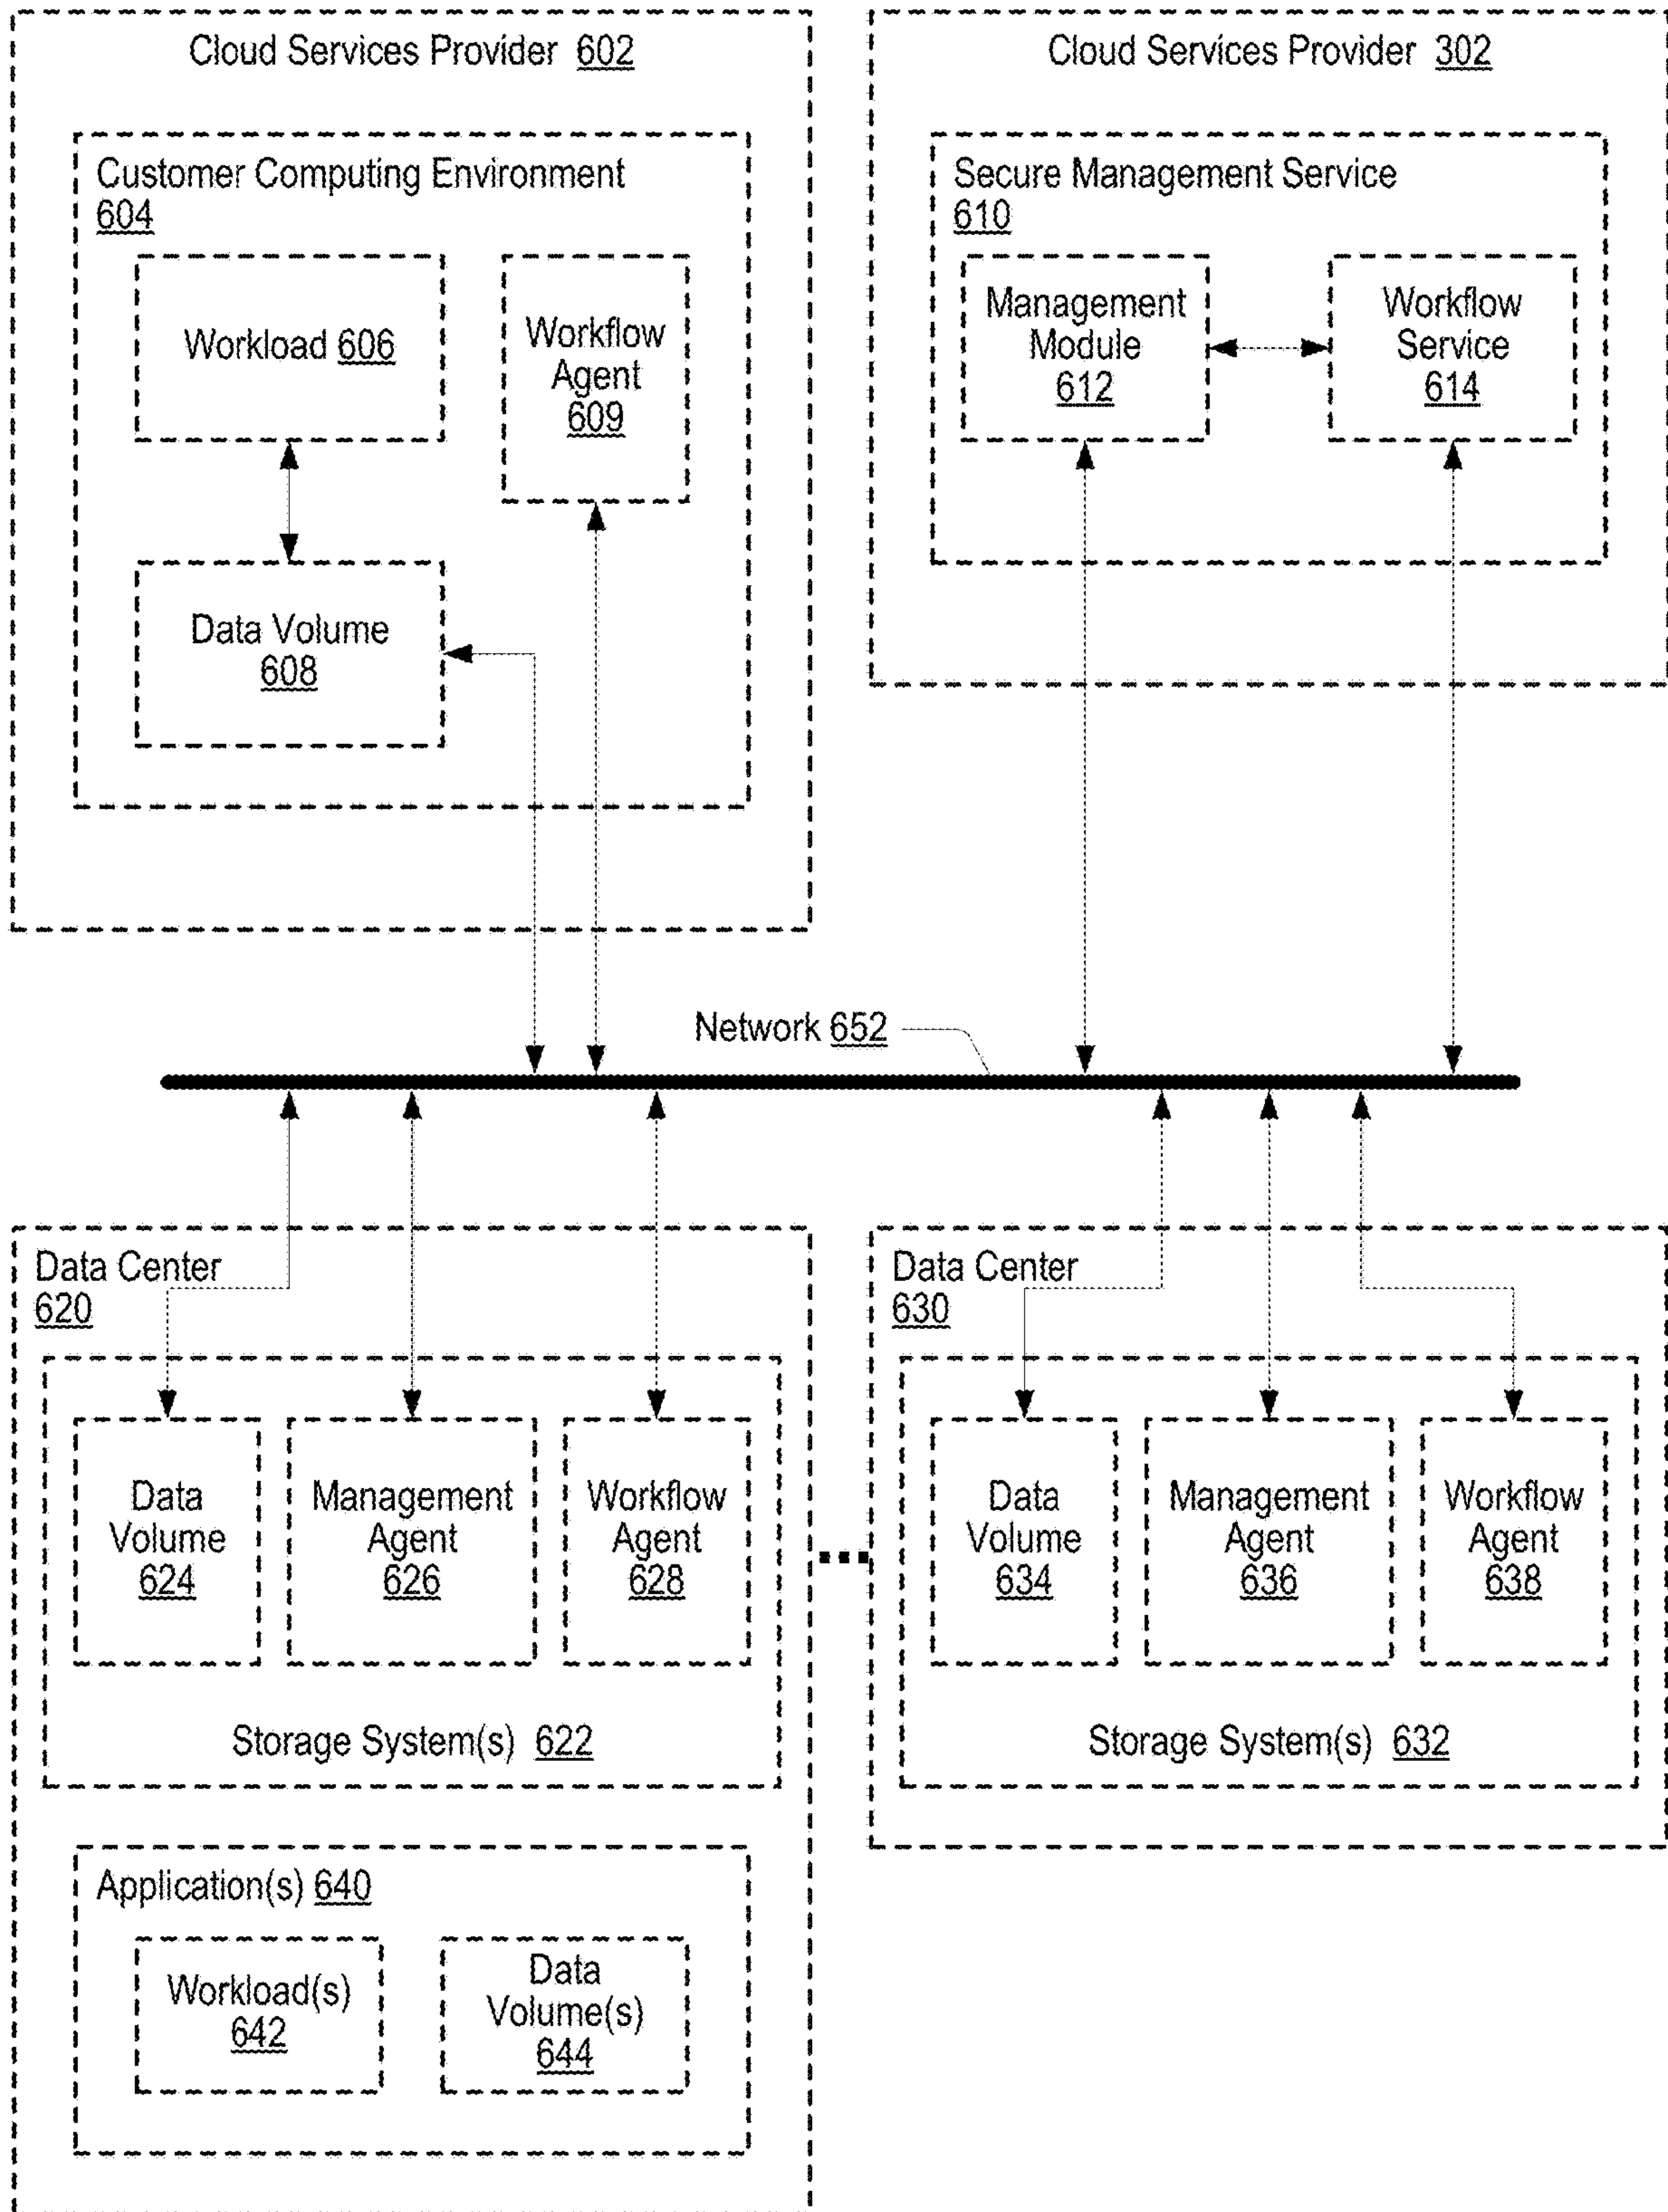 Cloud Services Provider 602
Customer Computing Environment
604
Workload 606
Workflow
Agent
609
Data Volume
608
Cloud Services Provider 302
Secure Management Service
610
Management
Module
612
Workflow
Service
614
Network 652
Data Center
620
Data
Volume
624
Management
Agent
626
Workflow
Agent
628
Storage System(s) 622
Application(s) 640
Workload(s)
642
Data
Volume(s)
644
Data Center
630
Data
Volume
634
Management
Agent
636
Workflow
Agent
638
Storage System(s) 632